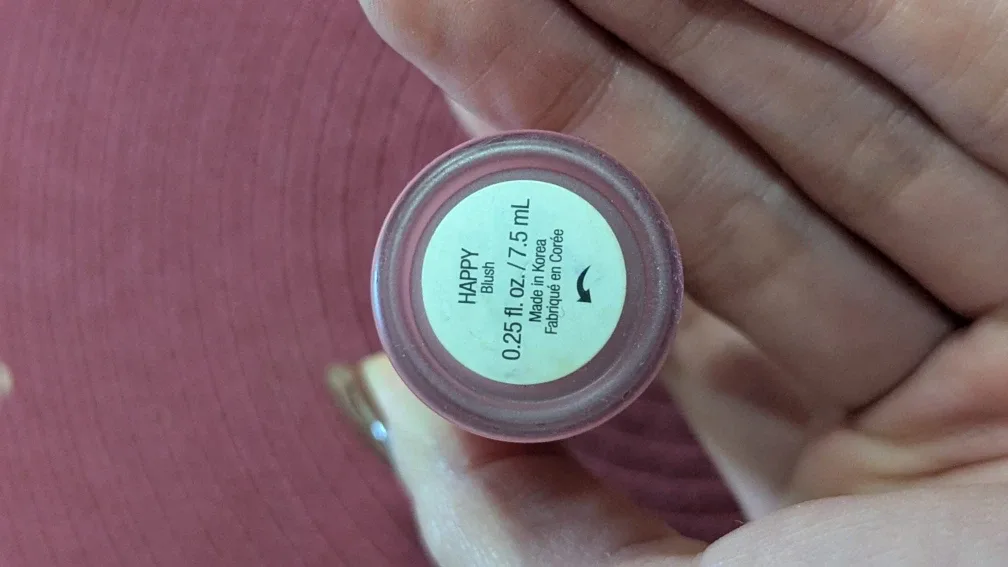 HAPPY
Blush
0.25 fl. oz. / 7.5 mL
Made in Korea
Fabriqué en Corée